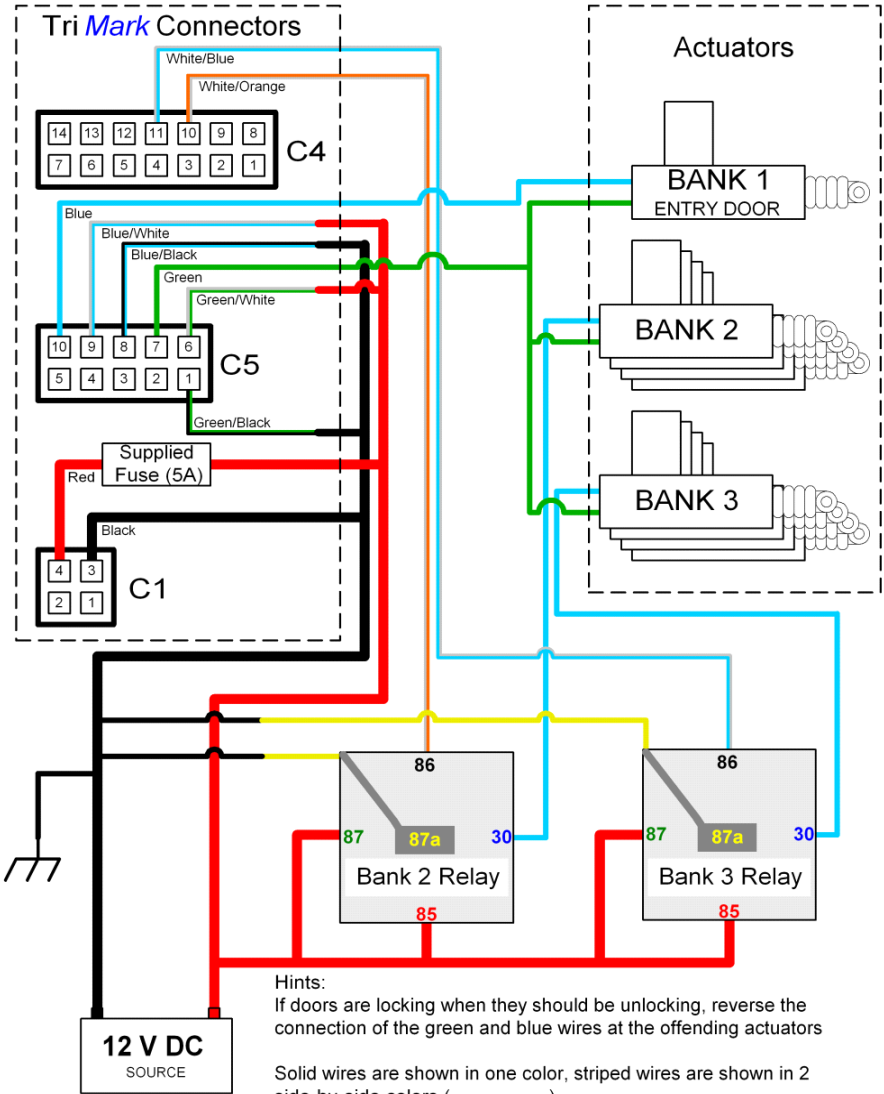 Tri Mark Connectors
White/Blue
White/Orange
14 13 12 11 10 9 8
7 6 5 4 3 2 1
C4
Blue
Blue/White
Blue/Black
Green
Green/White
10 9 8 7 6
5 4 3 2 1
C5
Green/Black
Supplied
Fuse (5A)
Red
Black
4 3
2 1
C1
Actuators
BANK 1
ENTRY DOOR
BANK 2
BANK 3
86
87
87a
30
Bank 2 Relay
85
86
87
87a
30
Bank 3 Relay
85
12 V DC
SOURCE
Hints:
If doors are locking when they should be unlocking, reverse the
connection of the green and blue wires at the offending actuators
Solid wires are shown in one color, striped wires are shown in 2